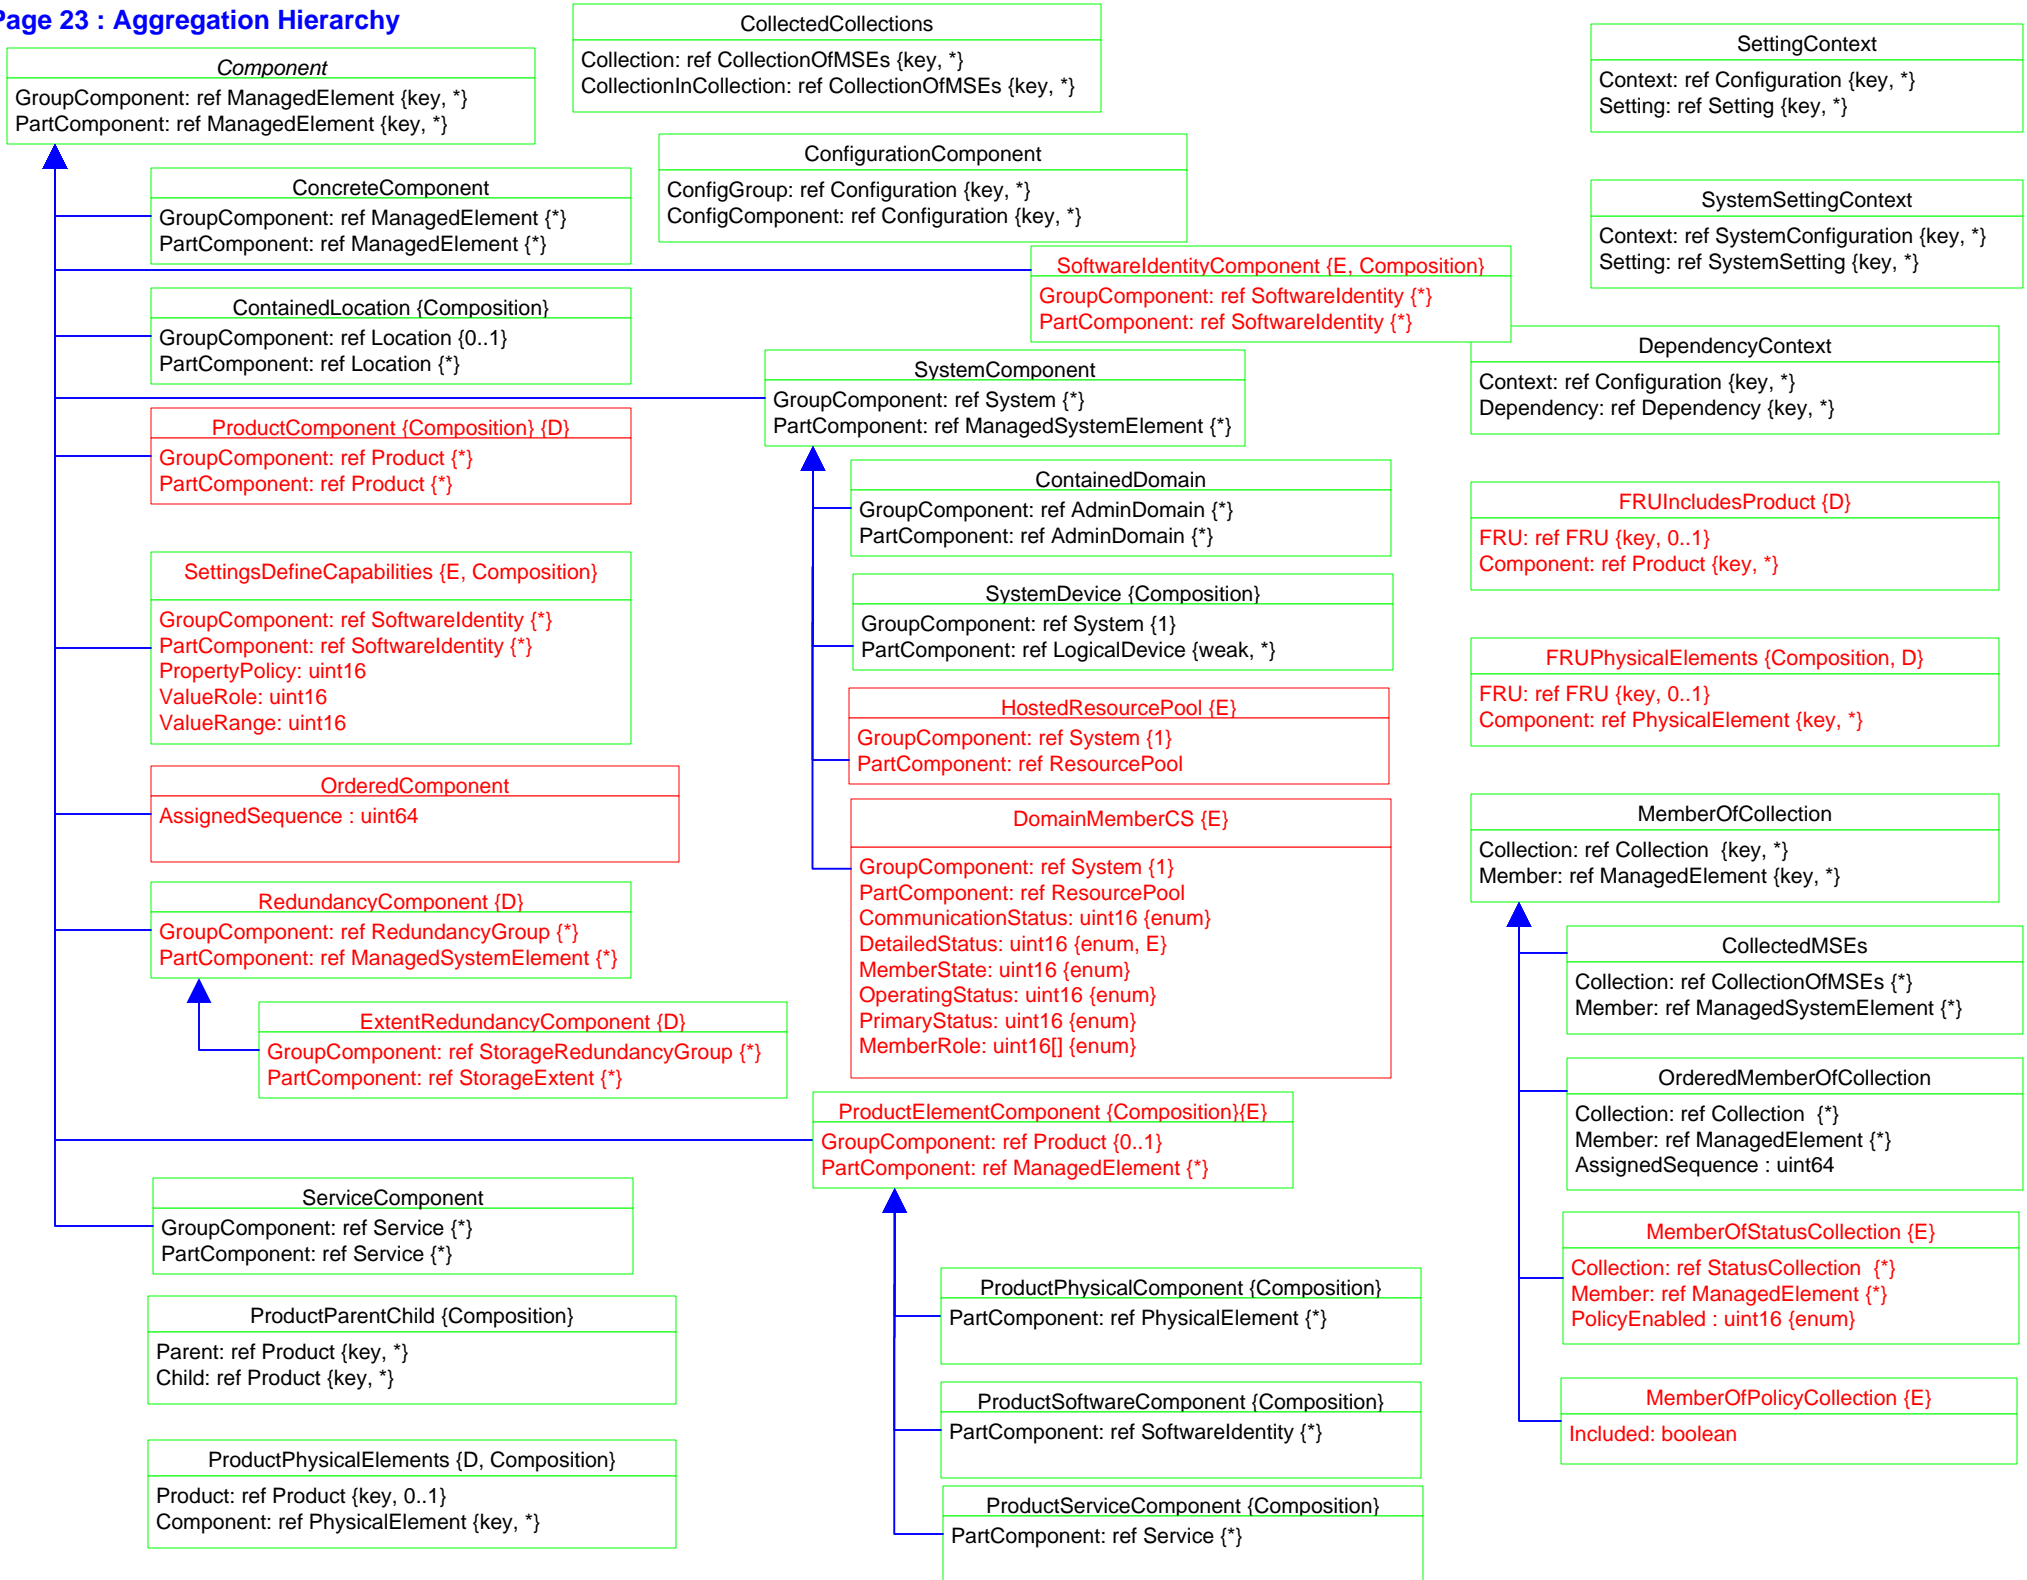 Page 23 : Aggregation Hierarchy
Component
GroupComponent: ref ManagedElement {key, *}
PartComponent: ref ManagedElement {key, *}
CollectedCollections
Collection: ref CollectionOfMSEs {key, *}
CollectionInCollection: ref CollectionOfMSEs {key, *}
SettingContext
Context: ref Configuration {key, *}
Setting: ref Setting {key, *}
ConfigurationComponent
ConfigGroup: ref Configuration {key, *}
ConfigComponent: ref Configuration {key, *}
ConcreteComponent
GroupComponent: ref ManagedElement {*}
PartComponent: ref ManagedElement {*}
SystemSettingContext
Context: ref SystemConfiguration {key, *}
Setting: ref SystemSetting {key, *}
SoftwareIdentityComponent {E, Composition}
GroupComponent: ref SoftwareIdentity {*}
PartComponent: ref SoftwareIdentity {*}
ContainedLocation {Composition}
GroupComponent: ref Location {0..1}
PartComponent: ref Location {*}
DependencyContext
Context: ref Configuration {key, *}
Dependency: ref Dependency {key, *}
SystemComponent
GroupComponent: ref System {*}
PartComponent: ref ManagedSystemElement {*}
ProductComponent {Composition} {D}
GroupComponent: ref Product {*}
PartComponent: ref Product {*}
ContainedDomain
GroupComponent: ref AdminDomain {*}
PartComponent: ref AdminDomain {*}
FRUIncludesProduct {D}
FRU: ref FRU {key, 0..1}
Component: ref Product {key, *}
SettingsDefineCapabilities {E, Composition}
GroupComponent: ref SoftwareIdentity {*}
PartComponent: ref SoftwareIdentity {*}
PropertyPolicy: uint16
ValueRole: uint16
ValueRange: uint16
SystemDevice {Composition}
GroupComponent: ref System {1}
PartComponent: ref LogicalDevice {weak, *}
FRUPhysicalElements {Composition, D}
FRU: ref FRU {key, 0..1}
Component: ref PhysicalElement {key, *}
HostedResourcePool {E}
GroupComponent: ref System {1}
PartComponent: ref ResourcePool
OrderedComponent
AssignedSequence : uint64
DomainMemberCS {E}
GroupComponent: ref System {1}
PartComponent: ref ResourcePool
CommunicationStatus: uint16 {enum}
DetailedStatus: uint16 {enum, E}
MemberState: uint16 {enum}
OperatingStatus: uint16 {enum}
PrimaryStatus: uint16 {enum}
MemberRole: uint16[] {enum}
MemberOfCollection
Collection: ref Collection  {key, *}
Member: ref ManagedElement {key, *}
RedundancyComponent {D}
GroupComponent: ref RedundancyGroup {*}
PartComponent: ref ManagedSystemElement {*}
CollectedMSEs
Collection: ref CollectionOfMSEs {*}
Member: ref ManagedSystemElement {*}
ExtentRedundancyComponent {D}
GroupComponent: ref StorageRedundancyGroup {*}
PartComponent: ref StorageExtent {*}
OrderedMemberOfCollection
Collection: ref Collection  {*}
Member: ref ManagedElement {*}
AssignedSequence : uint64
ProductElementComponent {Composition}{E}
GroupComponent: ref Product {0..1}
PartComponent: ref ManagedElement {*}
ServiceComponent
GroupComponent: ref Service {*}
PartComponent: ref Service {*}
MemberOfStatusCollection {E}
Collection: ref StatusCollection  {*}
Member: ref ManagedElement {*}
PolicyEnabled : uint16 {enum}
ProductPhysicalComponent {Composition}
PartComponent: ref PhysicalElement {*}
ProductParentChild {Composition}
Parent: ref Product {key, *}
Child: ref Product {key, *}
ProductSoftwareComponent {Composition}
PartComponent: ref SoftwareIdentity {*}
MemberOfPolicyCollection {E}
Included: boolean
ProductPhysicalElements {D, Composition}
Product: ref Product {key, 0..1}
Component: ref PhysicalElement {key, *}
ProductServiceComponent {Composition}
PartComponent: ref Service {*}